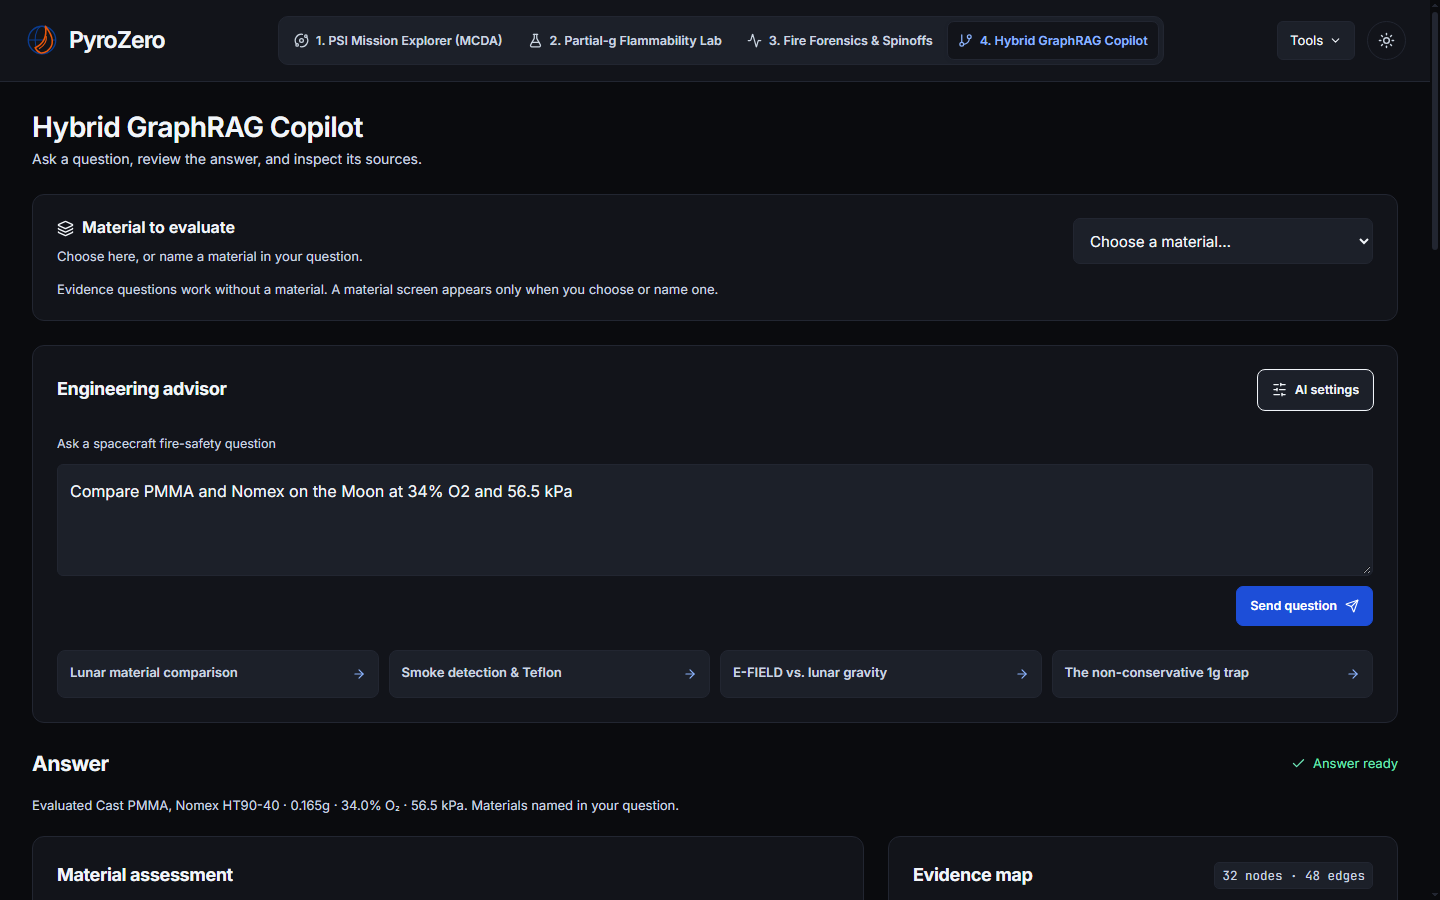 PyroZero
1. PSI Mission Explorer (MCDA)
2. Partial-g Flammability Lab
3. Fire Forensics & Spinoffs
4. Hybrid GraphRAG Copilot
Tools
Hybrid GraphRAG Copilot
Ask a question, review the answer, and inspect its sources.
Material to evaluate
Choose here, or name a material in your question.
Evidence questions work without a material. A material screen appears only when you choose or name one.
Choose a material...
Engineering advisor
AI settings
Ask a spacecraft fire-safety question
Compare PMMA and Nomex on the Moon at 34% O2 and 56.5 kPa
Send question
Lunar material comparison
Smoke detection & Teflon
E-FIELD vs. lunar gravity
The non-conservative 1g trap
Answer
Answer ready
Evaluated Cast PMMA, Nomex HT90-40 · 0.165g · 34.0% O₂ · 56.5 kPa. Materials named in your question.
Material assessment
Evidence map
32 nodes · 48 edges